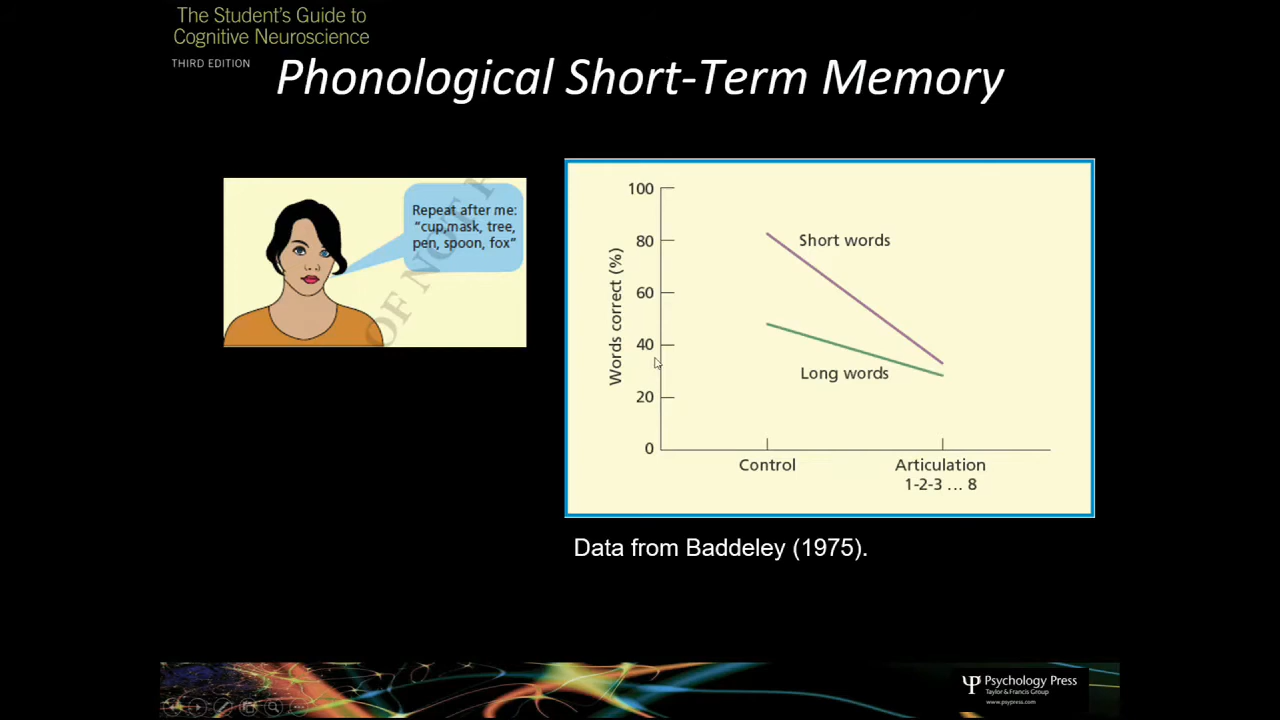 The Student's Guide to
Cognitive Neuroscience
THIRD EDITION
Phonological Short-Term Memory
Repeat after me:
"cup,mask, tree,
pen, spoon, fox"
OF NOT F
100
80
60
40
20
0
Words correct (%)
Short words
Long words
Control
Articulation
1-2-3 ... 8
Data from Baddeley (1975).
Psychology Press
Taylor & Francis Group
www.psypress.com